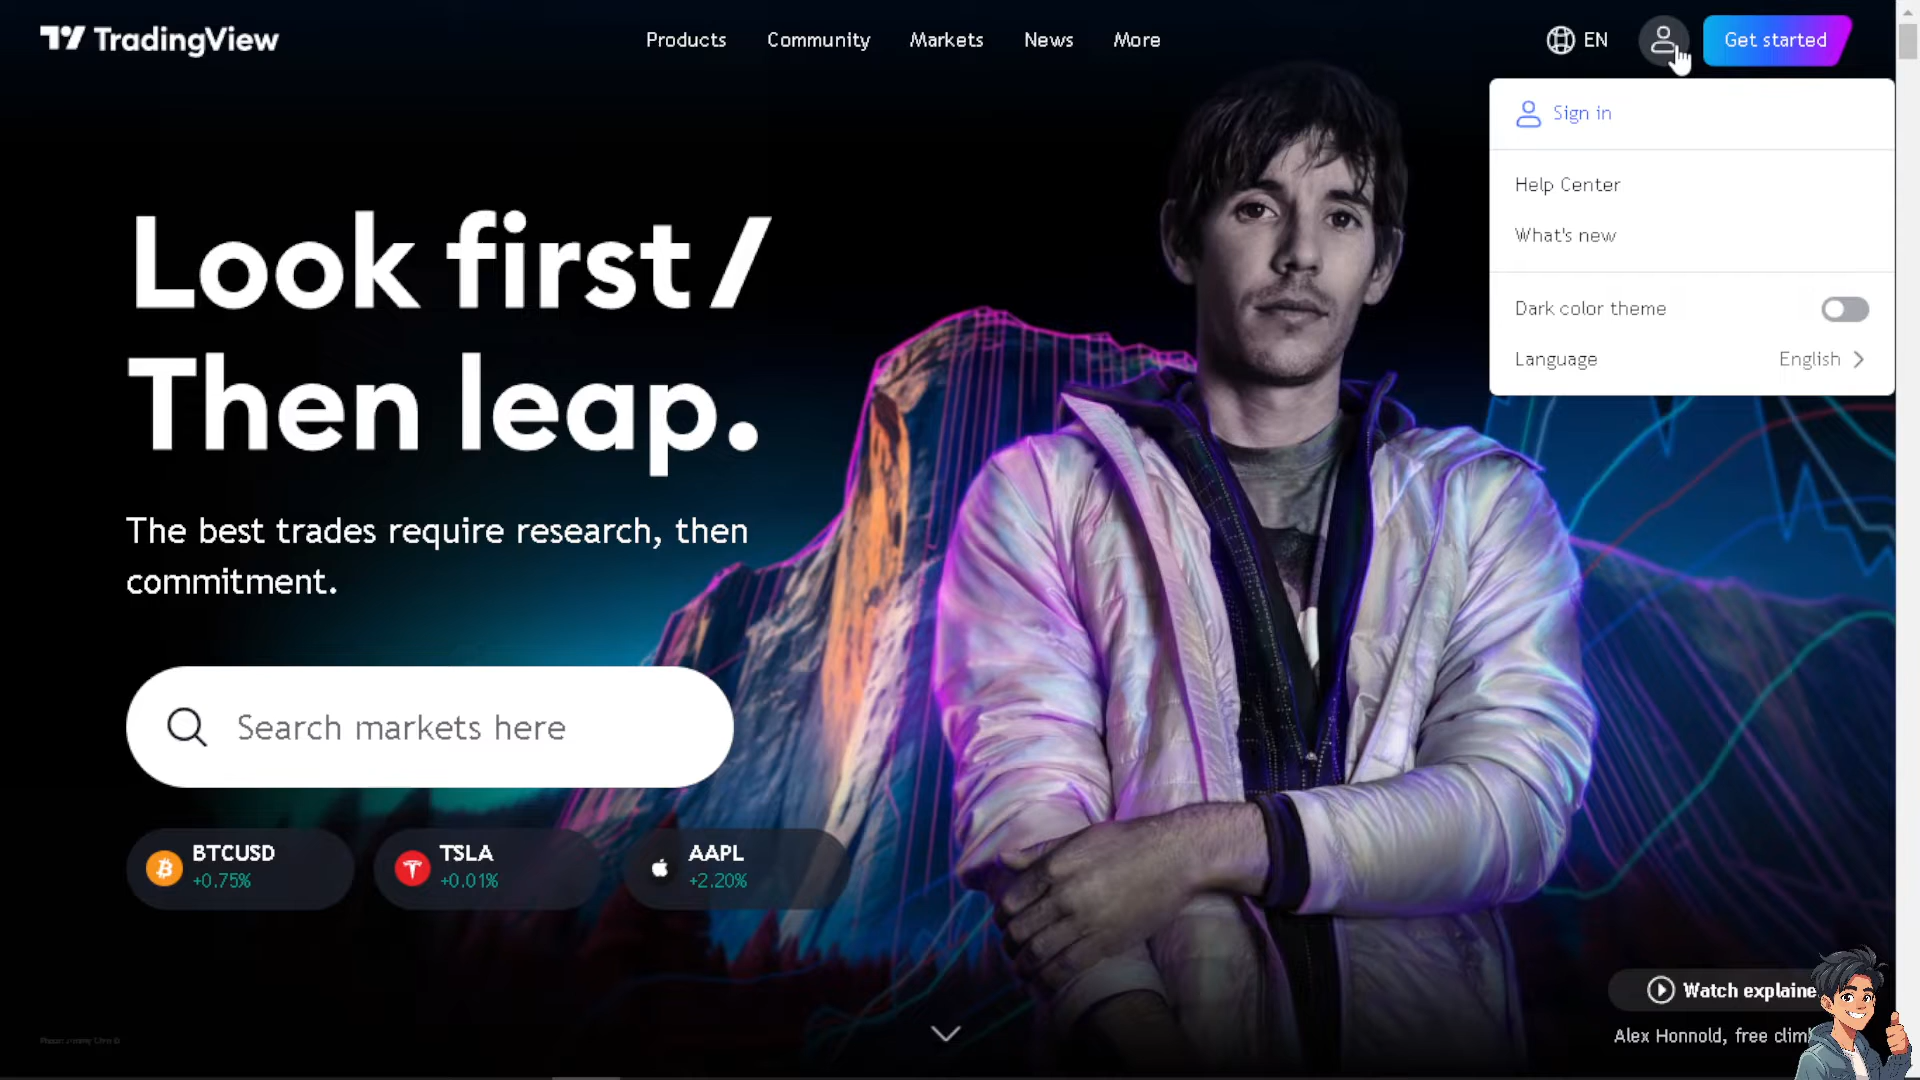 TradingView
Products
Community
Markets
News
More
EN
Get started
Sign in
Help Center
What's new
Dark color theme
Language
English
Look first /
Then leap.
The best trades require research, then
commitment.
Search markets here
BTCUSD
+0.75%
TSLA
+0.01%
AAPL
+2.20%
Watch explaine
Alex Honnold, free clim